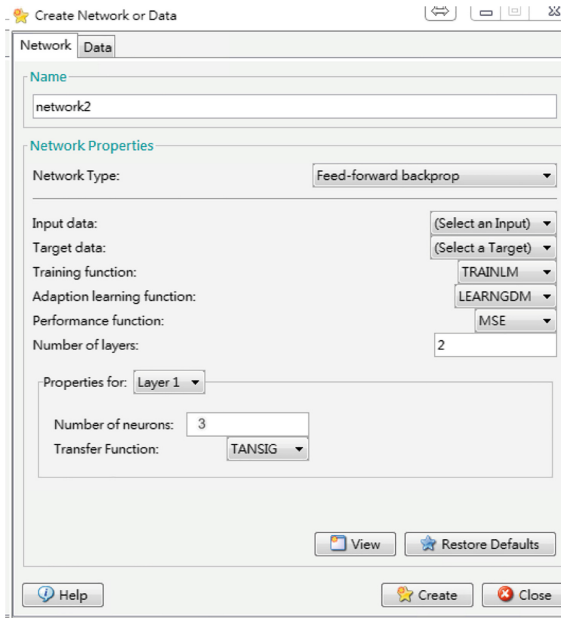 Create Network or Data
Network Data
Name
network2
Network Properties
Network Type: Feed-forward backprop
Input data: (Select an Input)
Target data: (Select a Target)
Training function: TRAINLM
Adaption learning function: LEARNGDM
Performance function: MSE
Number of layers: 2
Properties for: Layer 1
Number of neurons: 3
Transfer Function: TANSIG
View Restore Defaults
Help Create Close